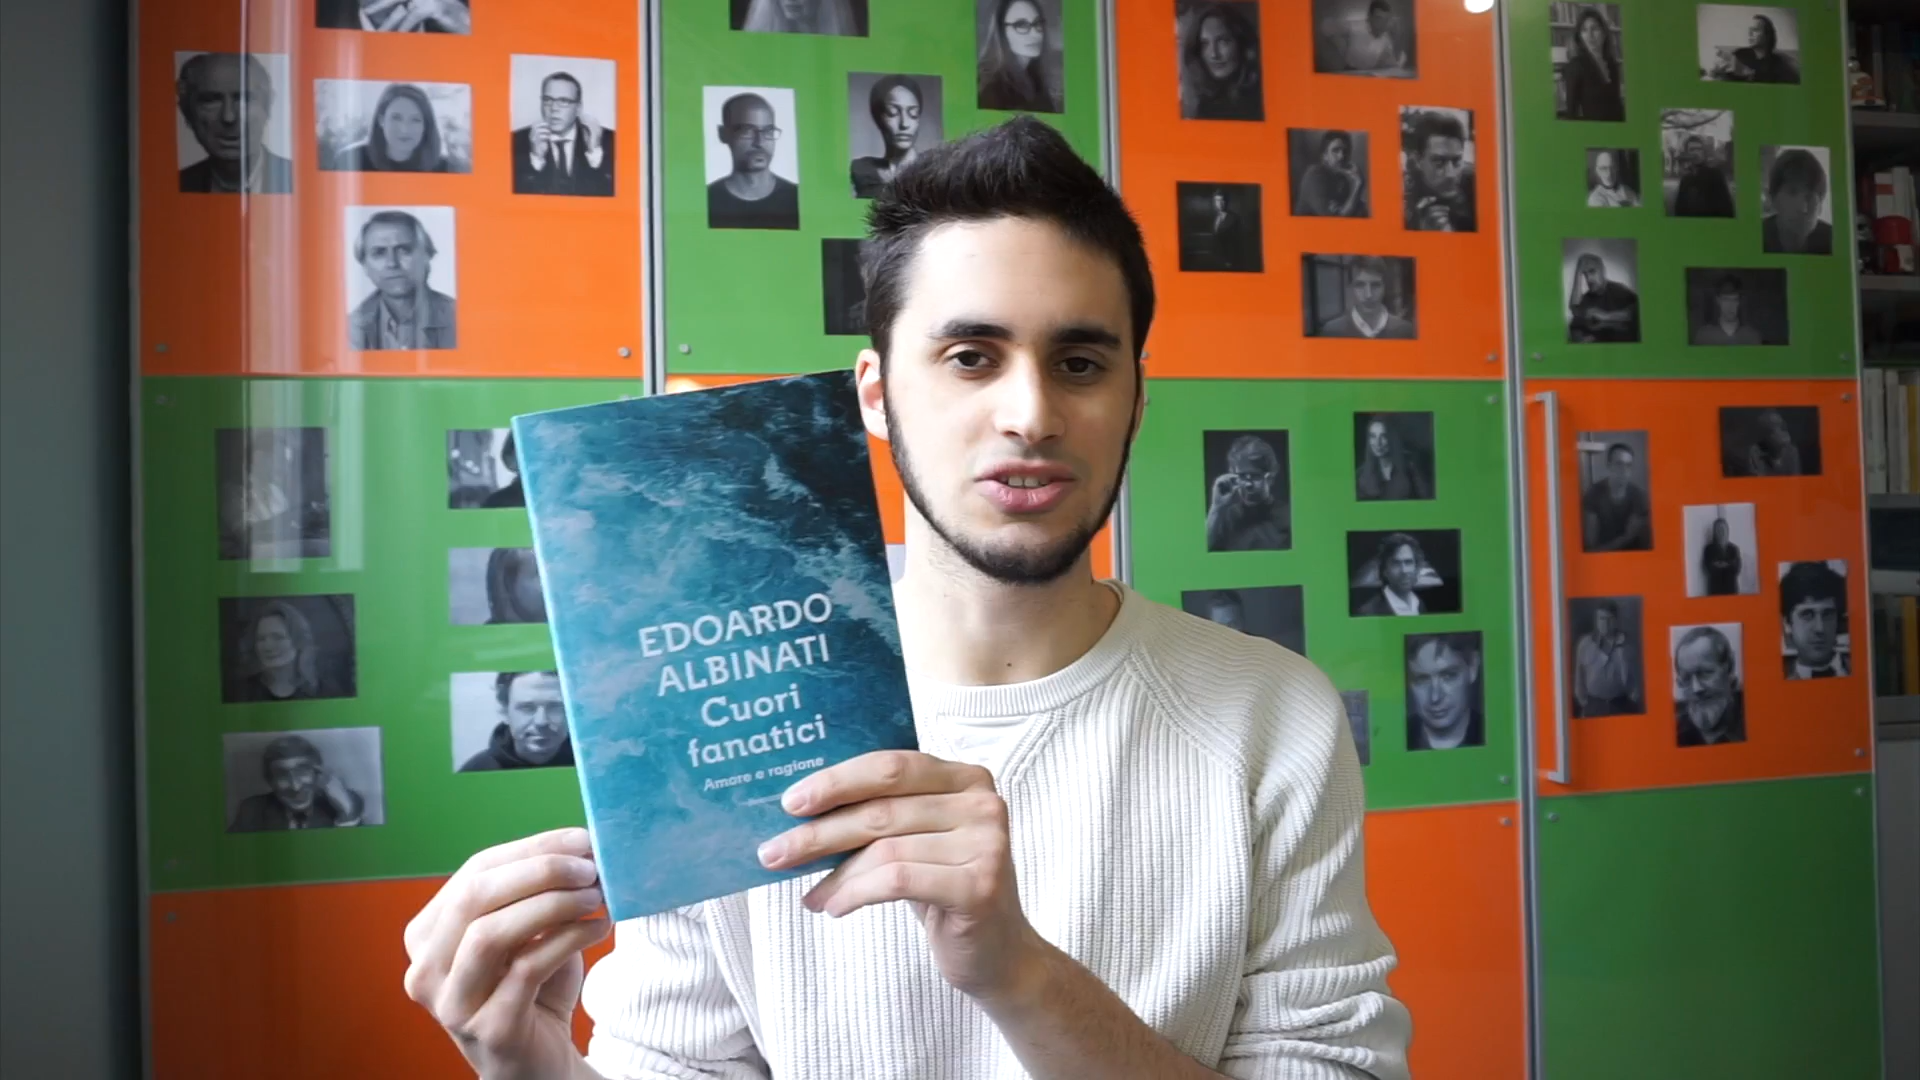 EDOARDO
ALBINATI
Cuori
fanatici
Amore e ragione